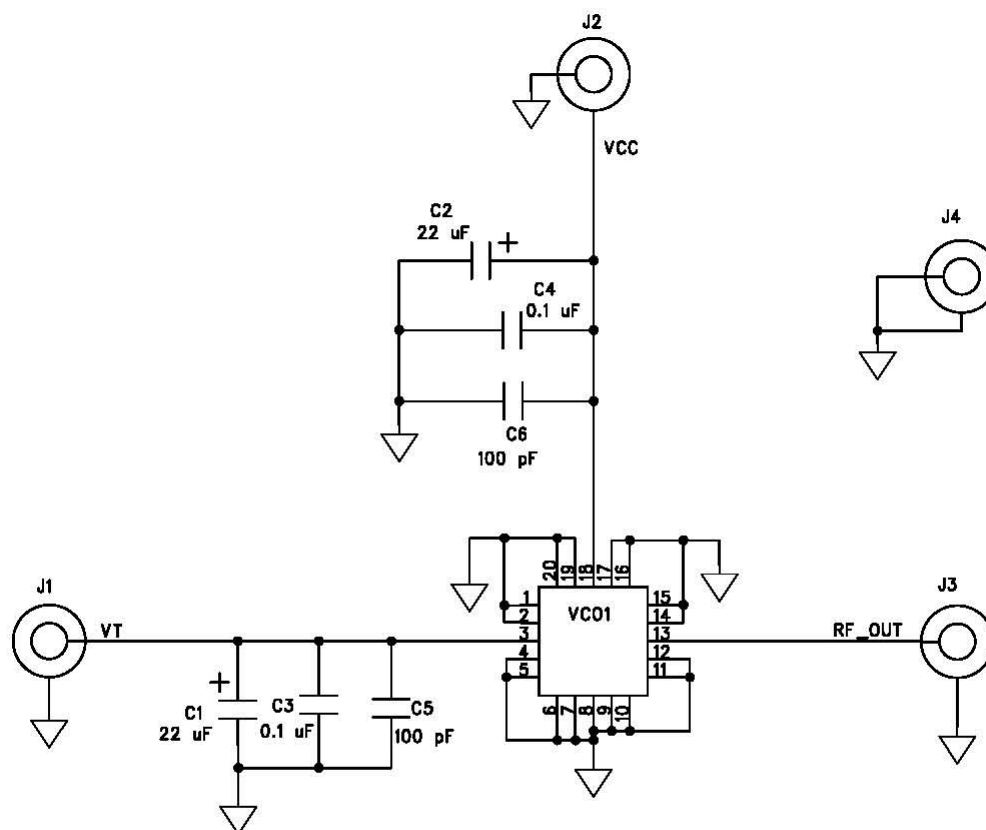 J2
VCC
C2
22 uF
+
C4
0.1 uF
J4
C6
100 pF
20 19 18 17 16
J1
VT
1
2
3
4
5
VCO1
15
14
13
12
11
RF_OUT
J3
+
C1
22 uF
C3
0.1 uF
C5
100 pF
6 7 8 9 10